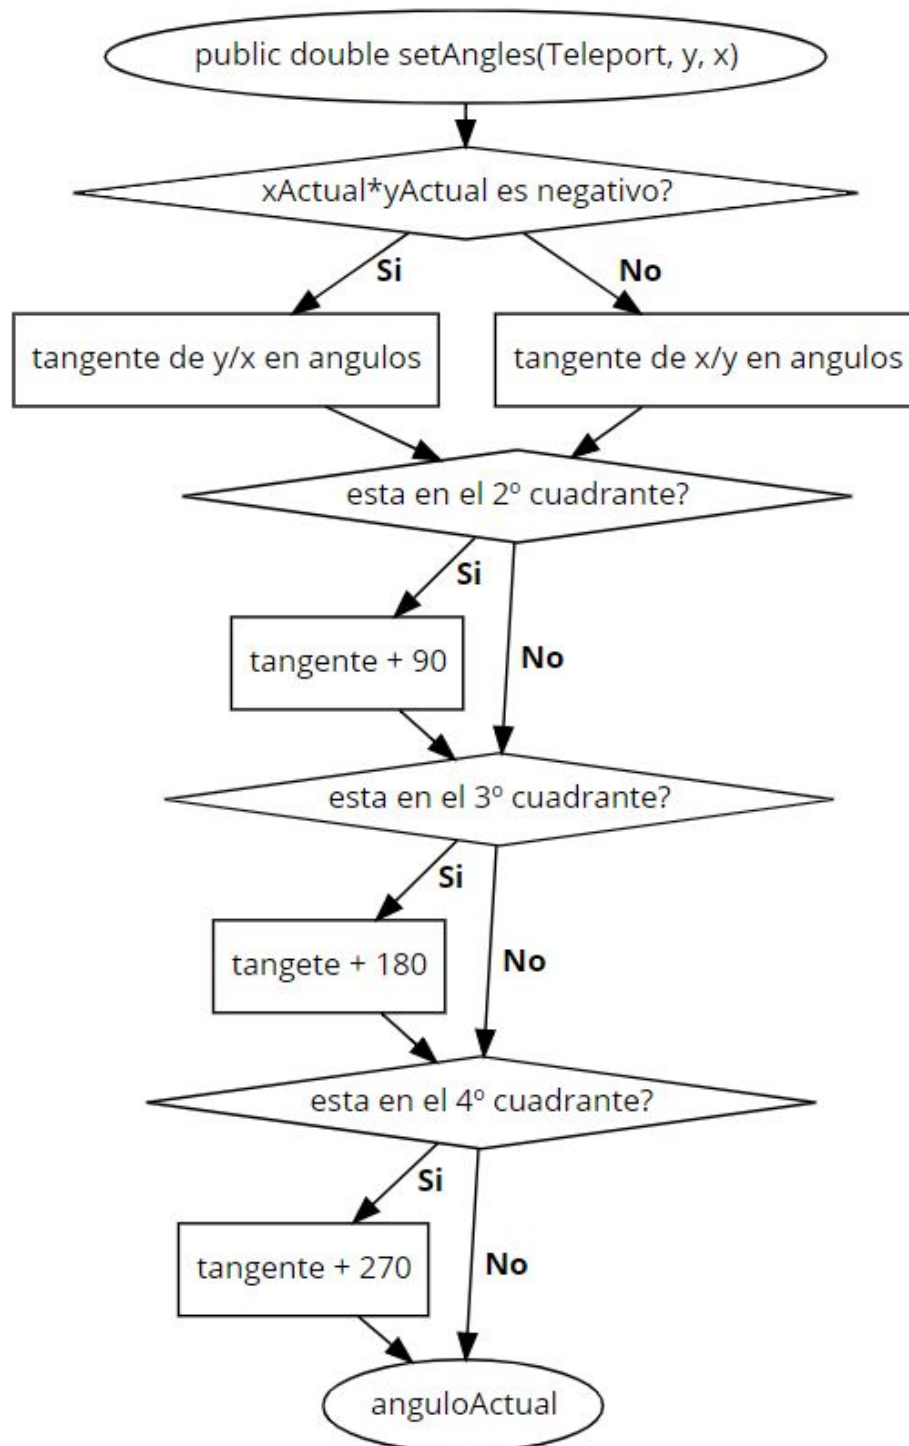 public double setAngles(Teleport, y, x)
xActual*yActual es negativo?
Si
No
tangente de y/x en angulos
tangente de x/y en angulos
esta en el 2º cuadrante?
Si
tangente + 90
No
esta en el 3º cuadrante?
Si
tangete + 180
No
esta en el 4º cuadrante?
Si
tangente + 270
No
anguloActual